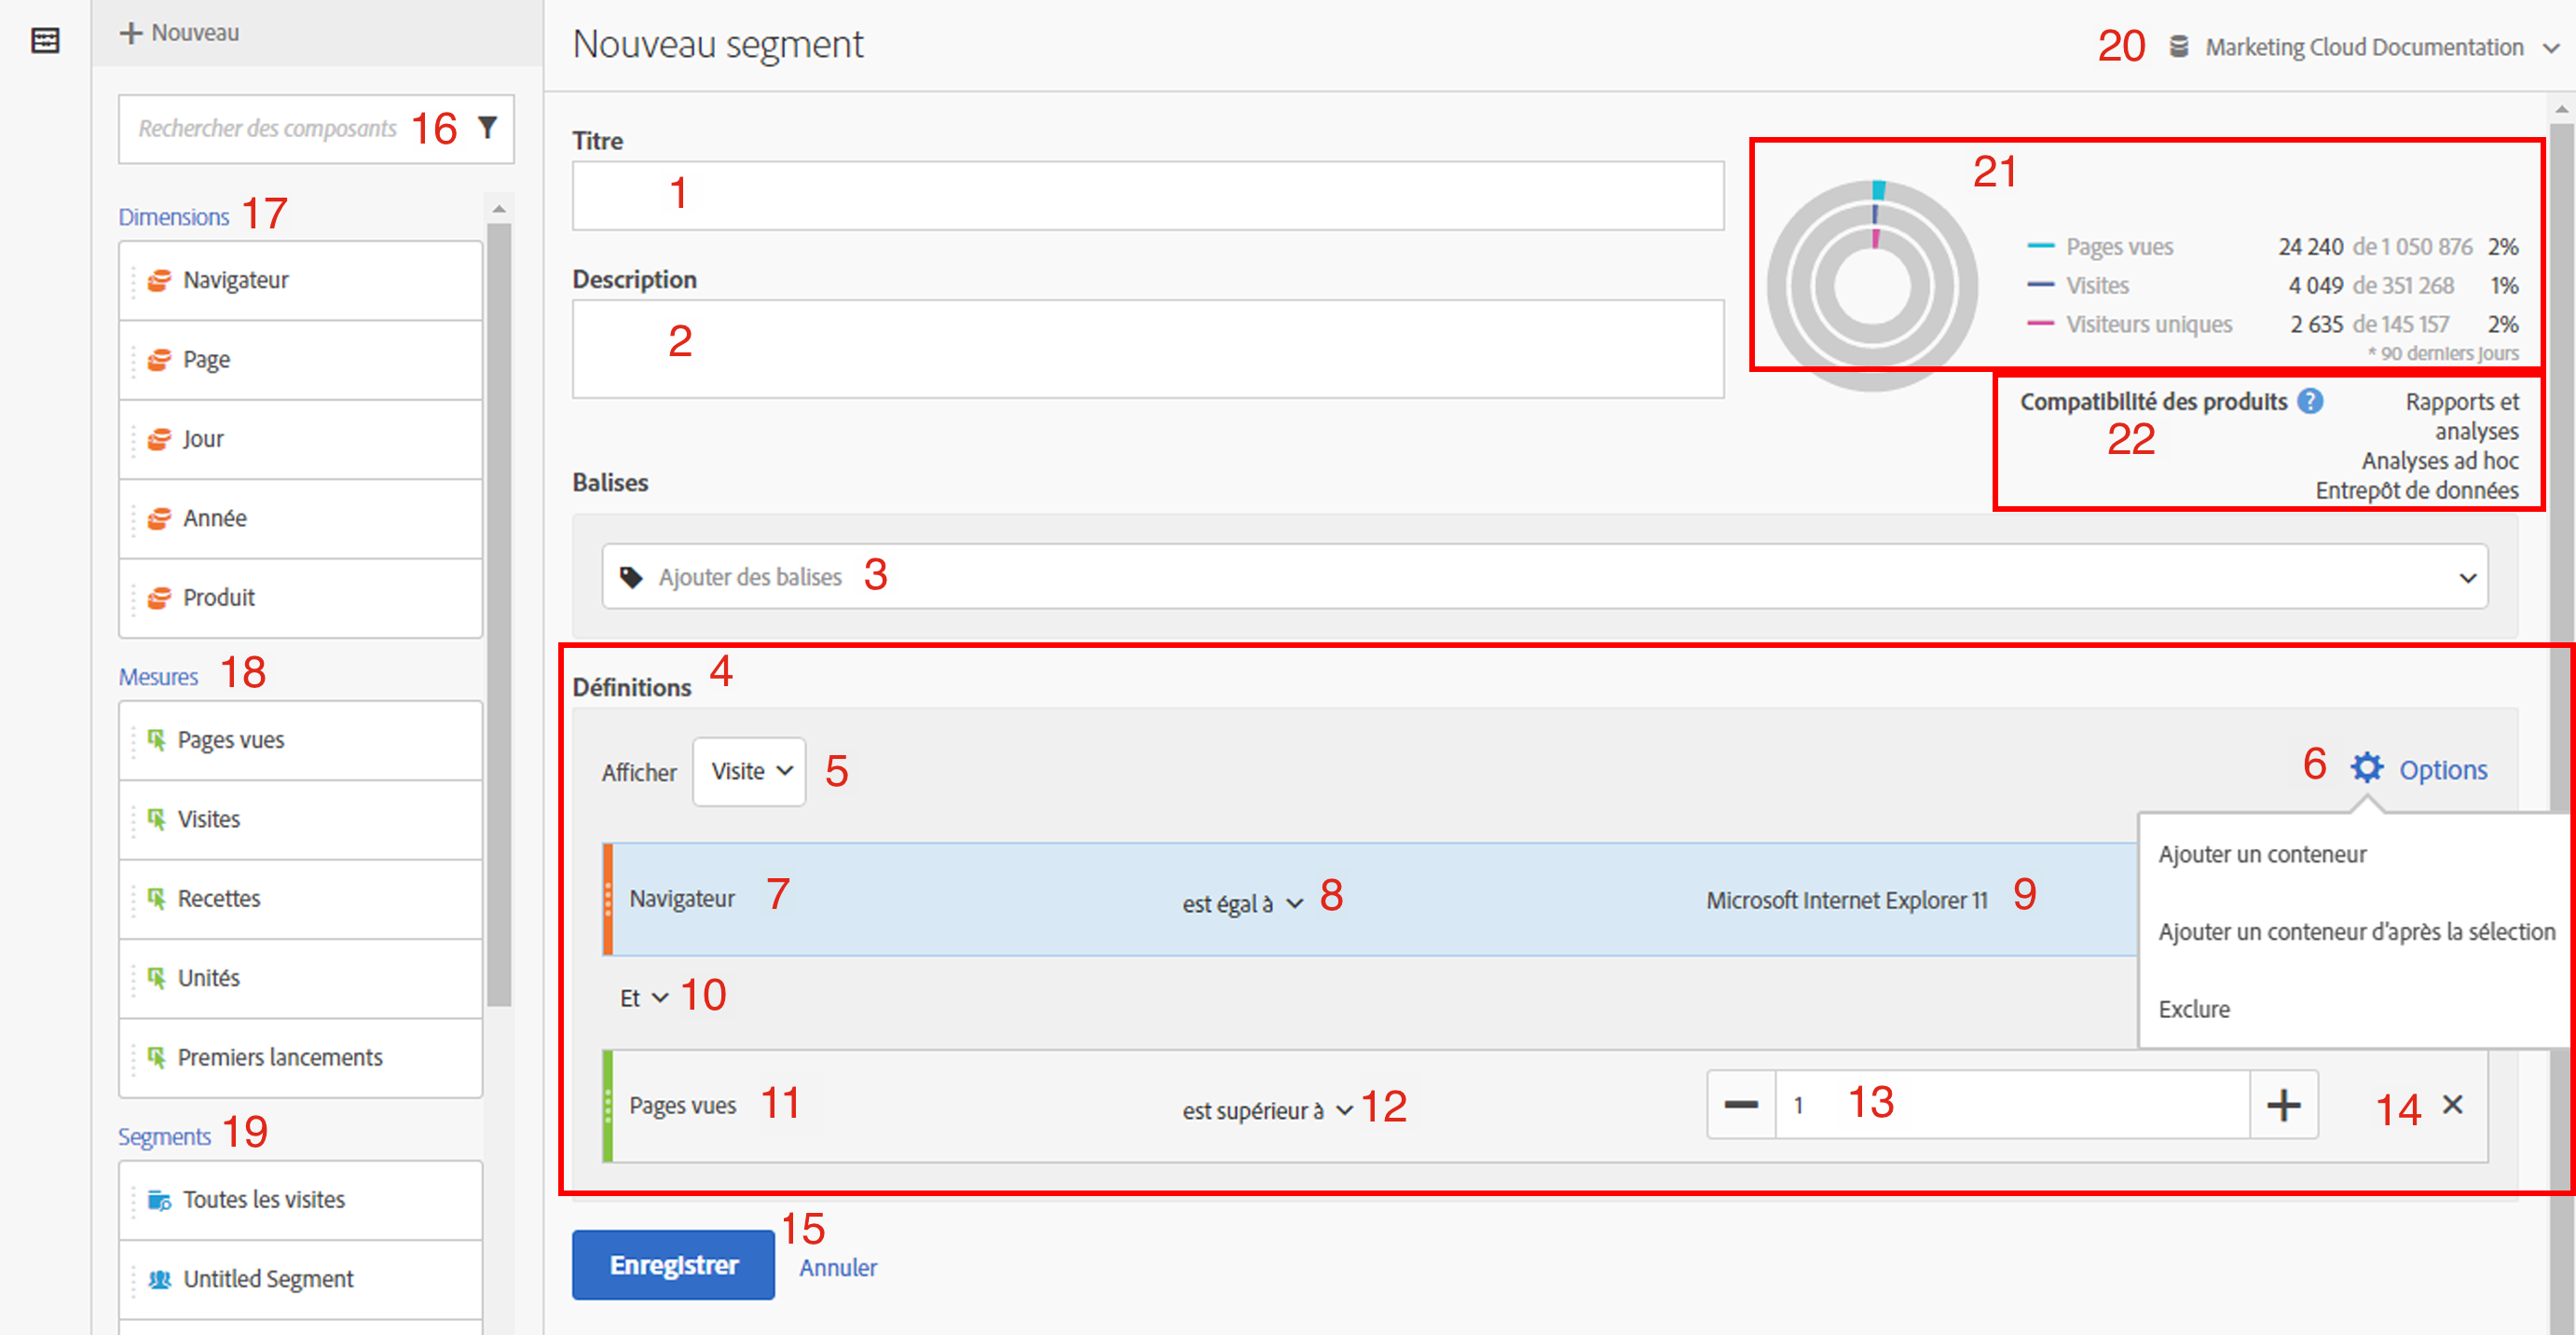 Nouveau
Rechercher des composants 16
Dimensions 17
Navigateur
Page
Jour
Année
Produit
Mesures 18
Pages vues
Visites
Recettes
Unités
Premiers lancements
Segments 19
Toutes les visites
Untitled Segment
Nouveau segment
20 Marketing Cloud Documentation
Titre
1
Description
2
21
Pages vues 24 240 de 1 050 876 2%
Visites 4 049 de 351 268 1%
Visiteurs uniques 2 635 de 145 157 2%
* 90 derniers jours
Compatibilité des produits ? Rapports et
analyses
22
Analyses ad hoc
Entrepôt de données
Balises
Ajouter des balises 3
Définitions 4
Afficher Visite 5
6 Options
Ajouter un conteneur
Ajouter un conteneur d'après la sélection
Exclure
Navigateur 7 est égal à 8 Microsoft Internet Explorer 11 9
Et 10
Pages vues 11 est supérieur à 12 1 13 14
15
Enregistrer Annuler